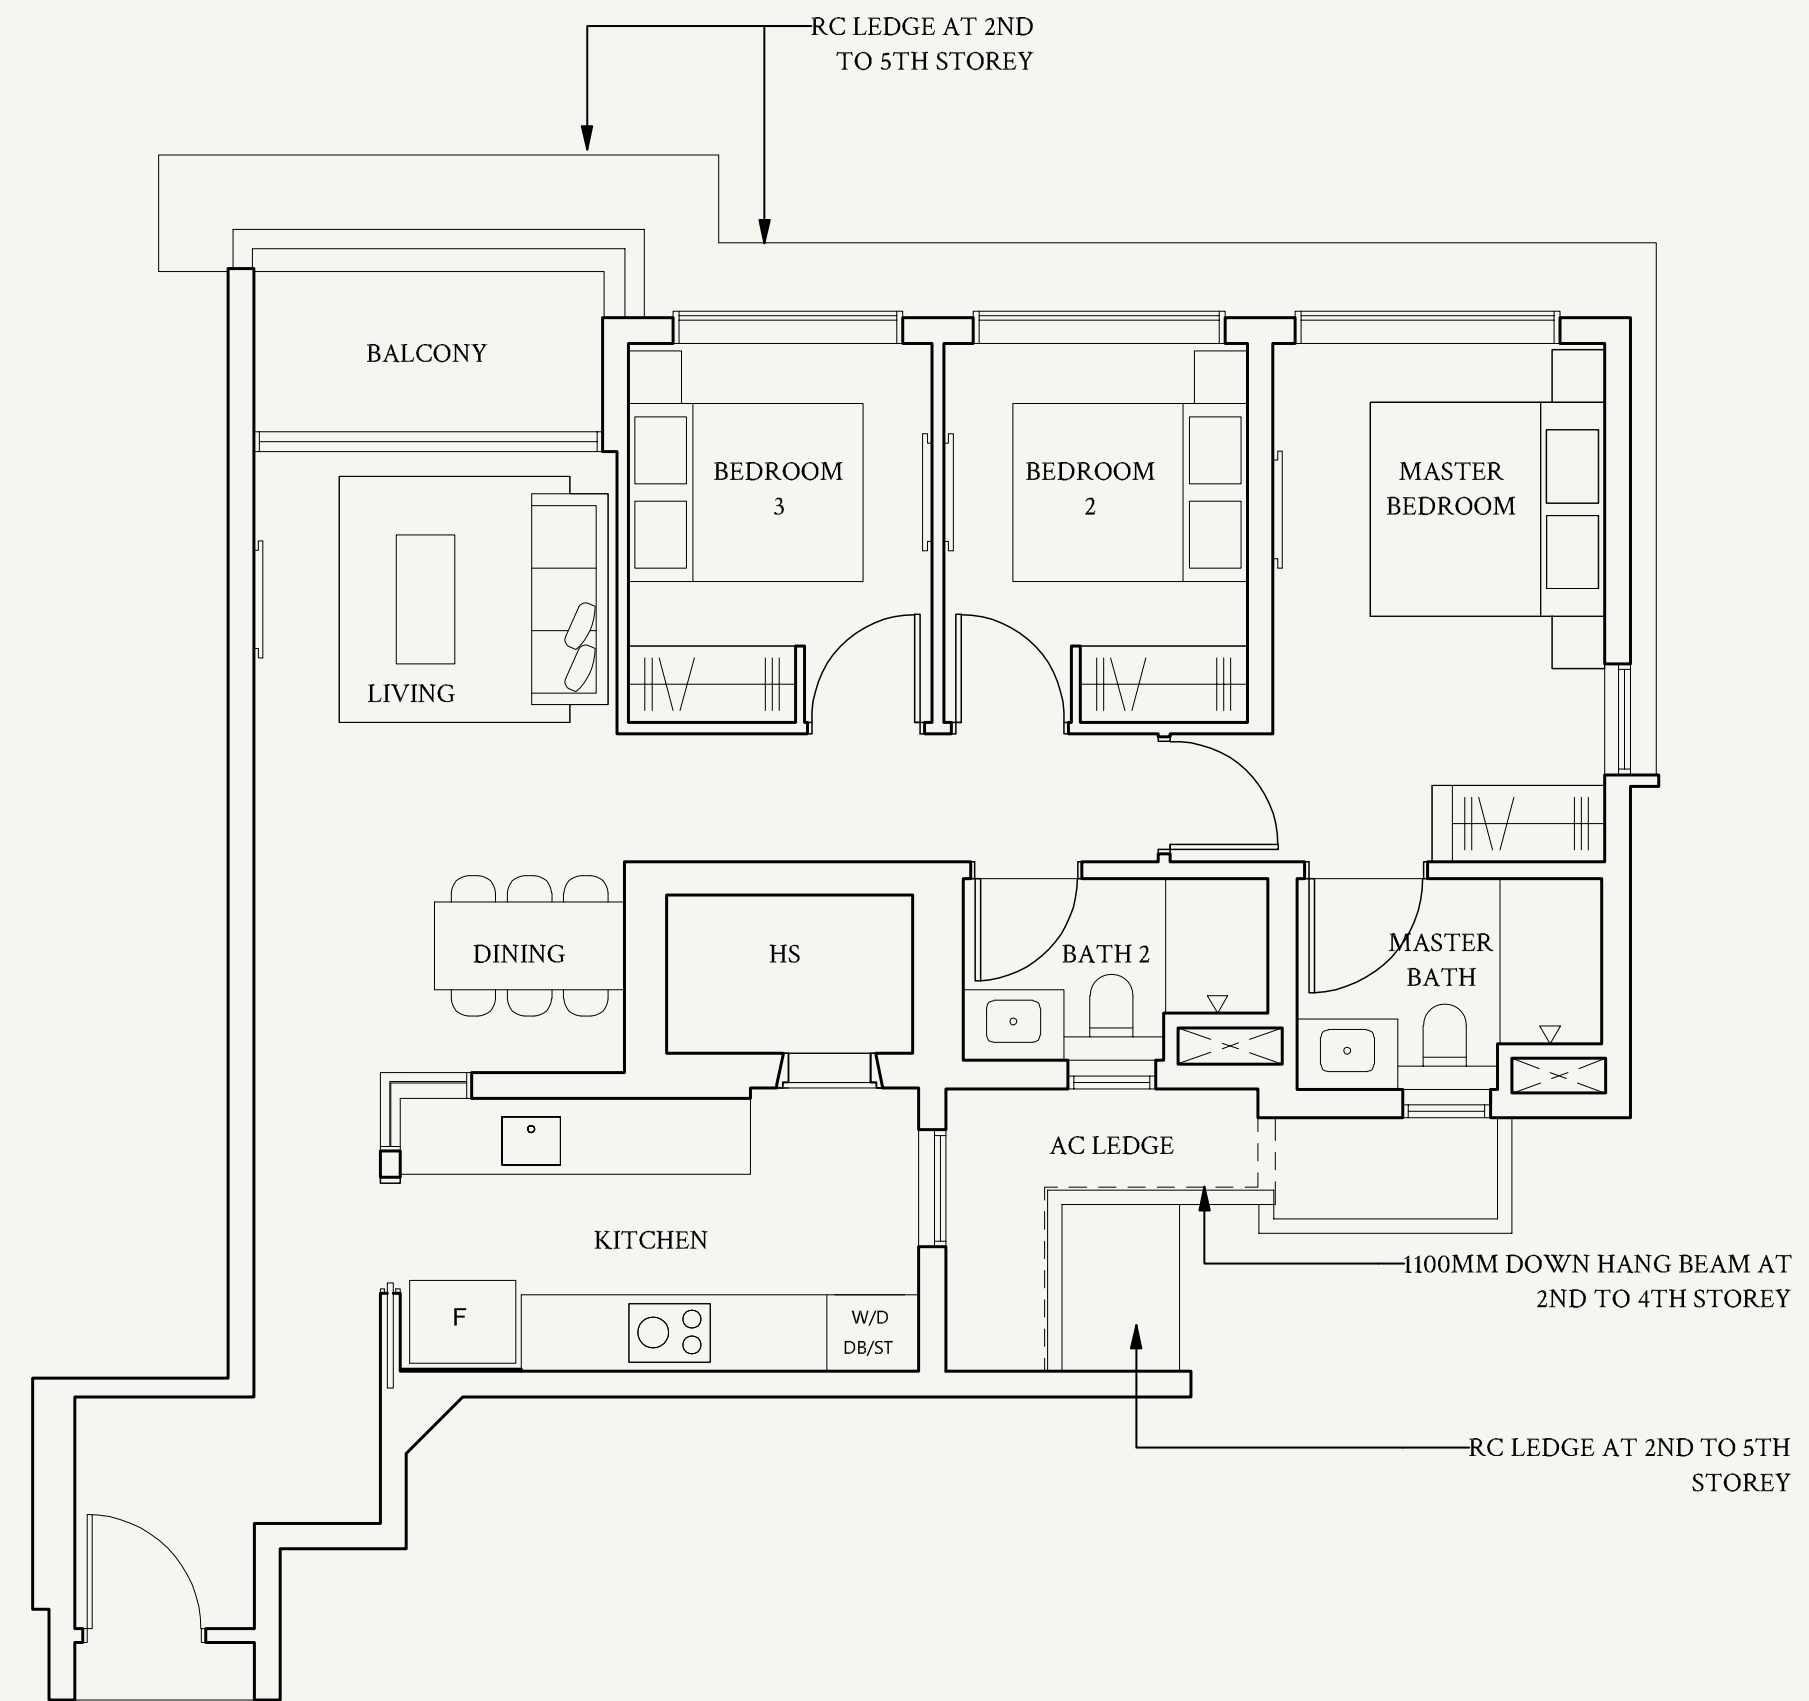 RC LEDGE AT 2ND
TO 5TH STOREY
BALCONY
BEDROOM
3
BEDROOM
2
MASTER
BEDROOM
LIVING
DINING
HS
BATH 2
MASTER
BATH
AC LEDGE
KITCHEN
1100MM DOWN HANG BEAM AT
2ND TO 4TH STOREY
F
W/D
DB/ST
RC LEDGE AT 2ND TO 5TH
STOREY